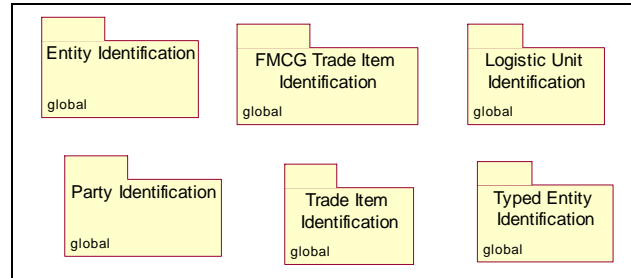 Entity Identification
global
FMCG Trade Item
Identification
global
Logistic Unit
Identification
global
Party Identification
global
Trade Item
Identification
global
Typed Entity
Identification
global